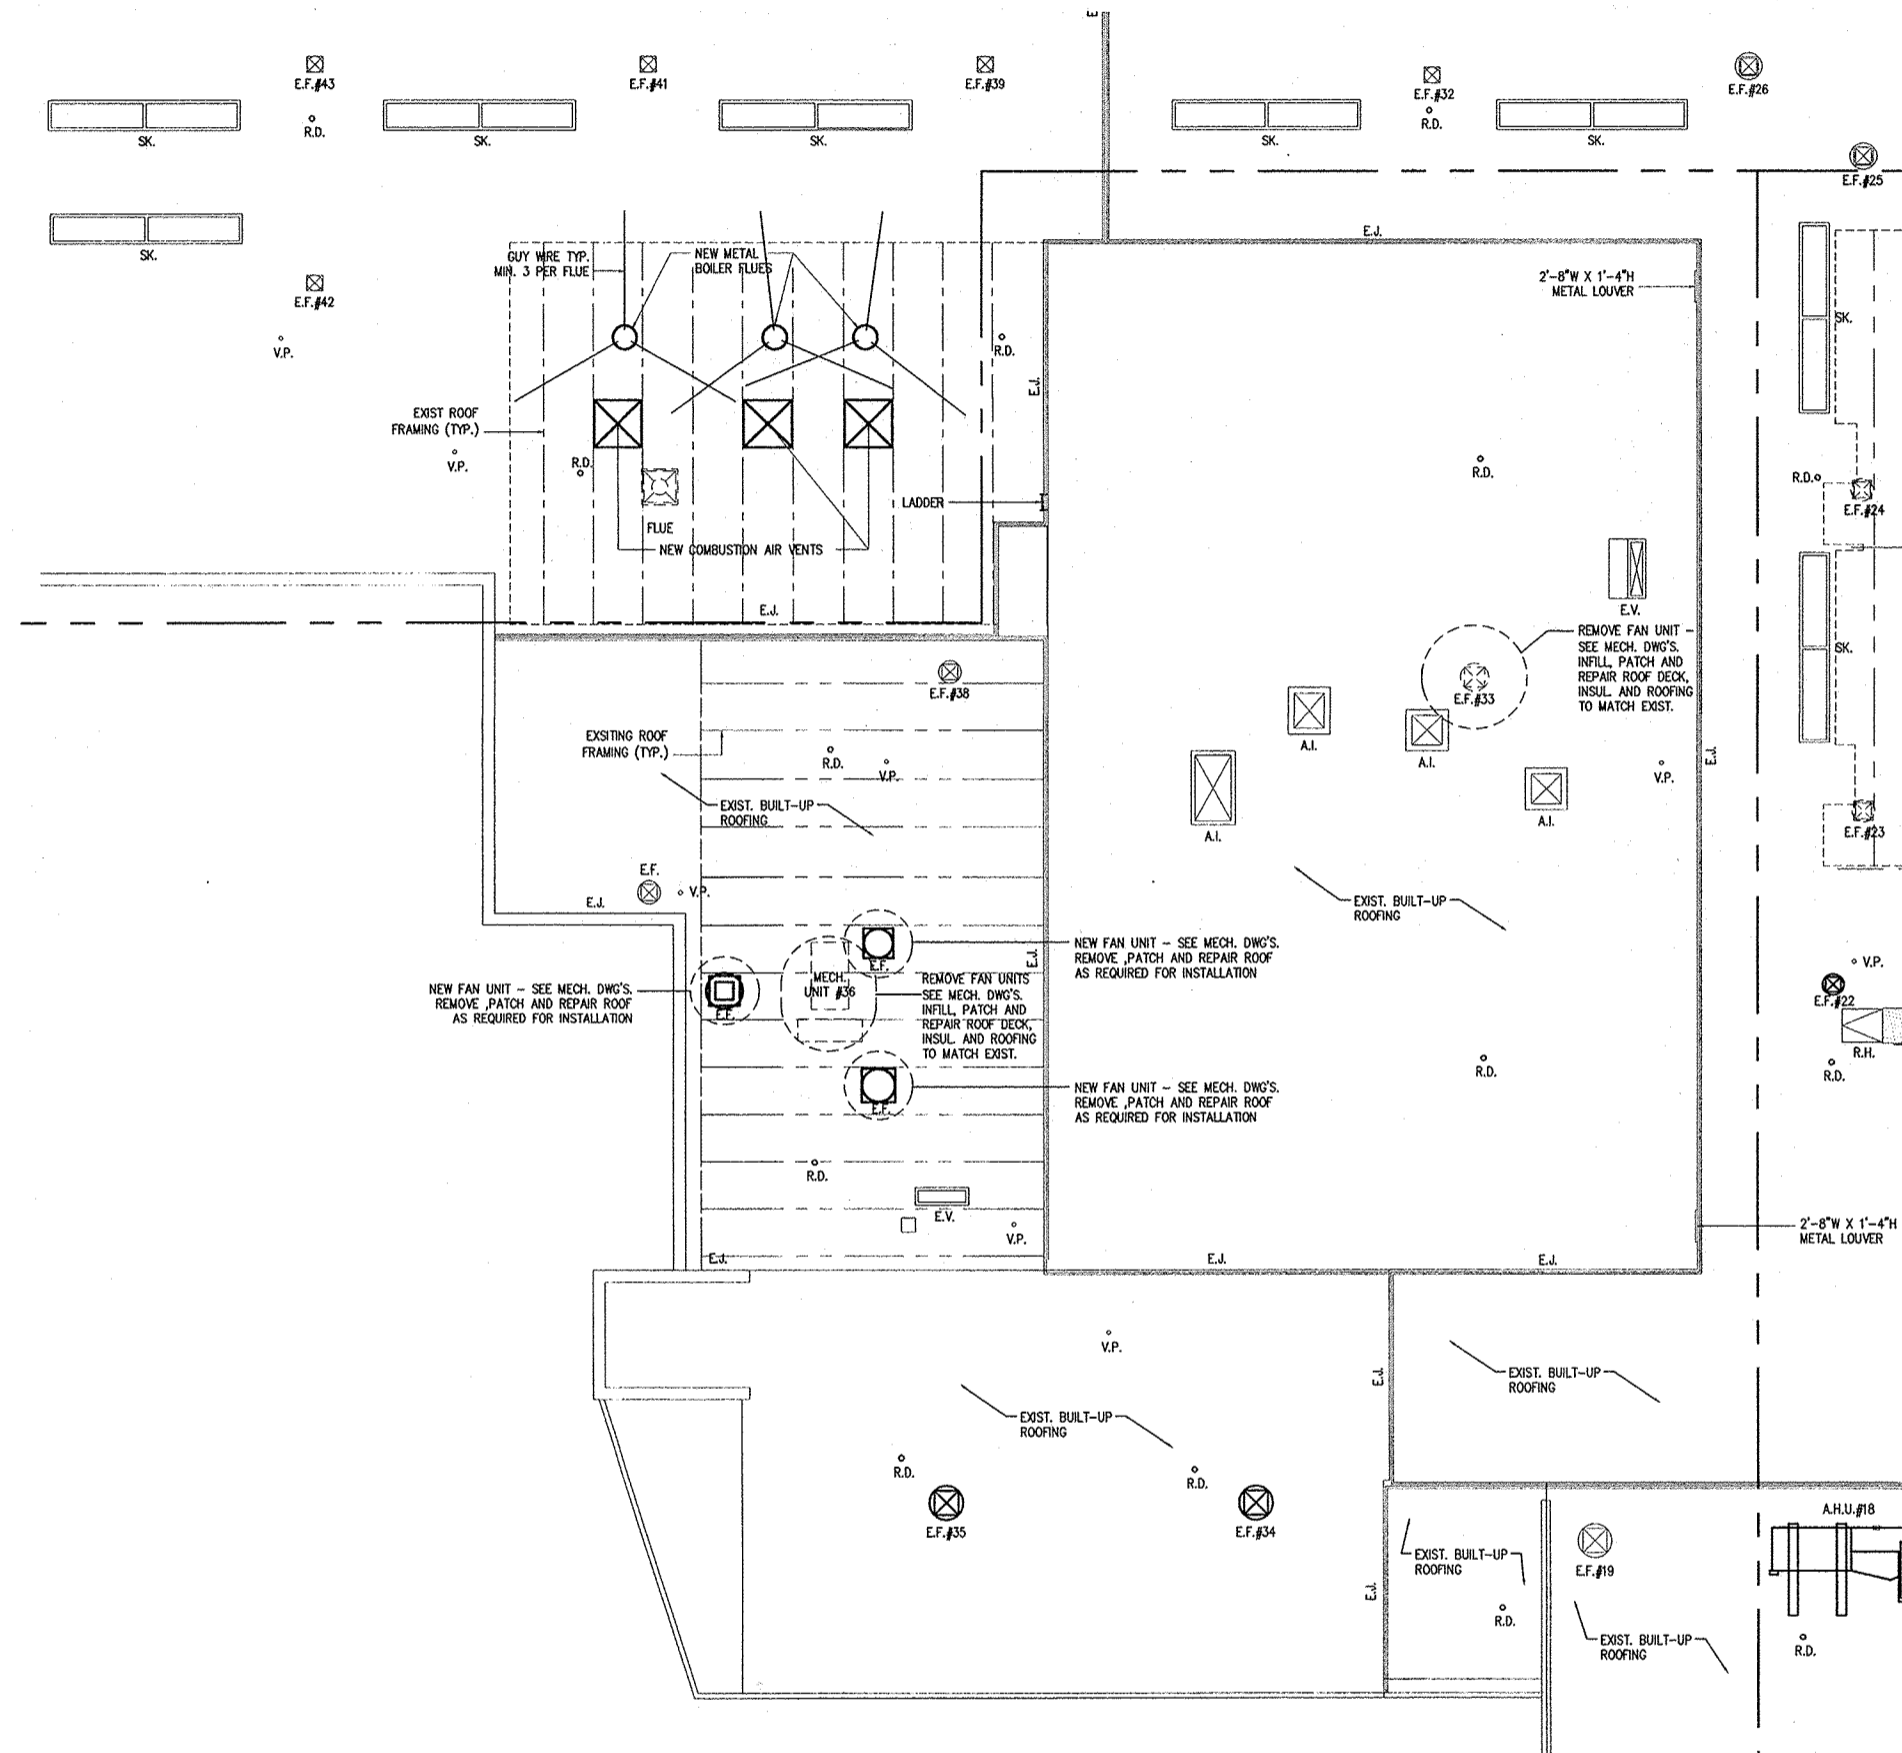 E
E.F.#43
E.F.#41
E.F.#39
E.F.#32
E.F.#26
R.D.
R.D.
SK.
SK.
SK.
SK.
SK.
E.F.#25
E.J.
SK.
GUY WIRE TYP.
MIN. 3 PER FLUE
NEW METAL
BOILER FLUES
2'-8"W X 1'-4"H
METAL LOUVER
E.F.#42
SK.
V.P.
R.D.
E.J.
EXIST ROOF
FRAMING (TYP.)
V.P.
R.D.
R.D.
R.D.
LADDER
E.F.#24
FLUE
NEW COMBUSTION AIR VENTS
E.J.
E.V.
REMOVE FAN UNIT -
SEE MECH. DWG'S.
INFILL, PATCH AND
REPAIR ROOF DECK,
INSUL. AND ROOFING
TO MATCH EXIST.
SK.
E.F.#38
E.F.#33
EXSITING ROOF
FRAMING (TYP.)
R.D.
V.P.
A.I.
A.I.
V.P.
E.J.
EXIST. BUILT-UP
ROOFING
A.I.
A.I.
E.F.#23
E.F.
V.P.
E.J.
EXIST. BUILT-UP
ROOFING
NEW FAN UNIT - SEE MECH. DWG'S.
REMOVE ,PATCH AND REPAIR ROOF
AS REQUIRED FOR INSTALLATION
E.J.
E.F.
V.P.
NEW FAN UNIT - SEE MECH. DWG'S.
REMOVE ,PATCH AND REPAIR ROOF
AS REQUIRED FOR INSTALLATION
E.F.
MECH.
UNIT #36
REMOVE FAN UNITS
SEE MECH. DWG'S.
INFILL, PATCH AND
REPAIR ROOF DECK,
INSUL. AND ROOFING
TO MATCH EXIST.
E.F.#22
R.H.
R.D.
R.D.
NEW FAN UNIT - SEE MECH. DWG'S.
REMOVE ,PATCH AND REPAIR ROOF
AS REQUIRED FOR INSTALLATION
E.F.
R.D.
E.V.
V.P.
2'-8"W X 1'-4"H
METAL LOUVER
E.J.
E.J.
E.J.
V.P.
E.J.
EXIST. BUILT-UP
ROOFING
EXIST. BUILT-UP
ROOFING
R.D.
R.D.
E.F.#35
E.F.#34
A.H.U.#18
EXIST. BUILT-UP
ROOFING
E.F.#19
E.J.
R.D.
EXIST. BUILT-UP
ROOFING
R.D.